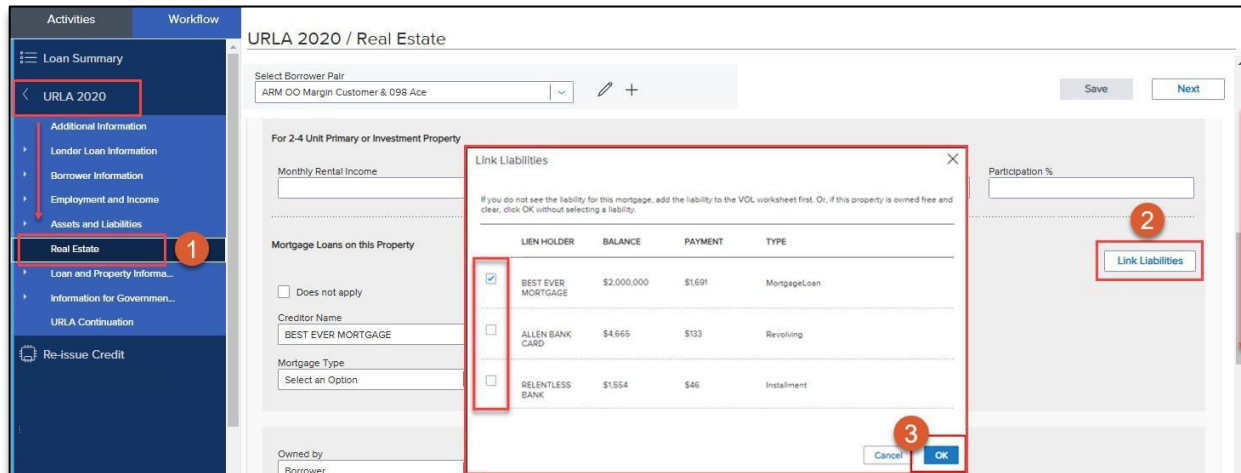 Activities
Workflow
Loan Summary
URLA 2020
Additional Information
Lender Loan Information
Borrower Information
Employment and Income
Assets and Liabilities
Real Estate
1
Loan and Property Informa...
Information for Governmen...
URLA Continuation
Re-issue Credit
URLA 2020 / Real Estate
Select Borrower Pair
ARM OO Margin Customer & 098 Ace
Save
Next
For 2-4 Unit Primary or Investment Property
Monthly Rental Income
Participation %
Mortgage Loans on this Property
2
Link Liabilities
Does not apply
Creditor Name
BEST EVER MORTGAGE
Mortgage Type
Select an Option
Owned by
Borrower
Link Liabilities
If you do not see the liability for this mortgage, add the liability to the VOL worksheet first. Or, if this property is owned free and
clear, click OK without selecting a liability.
LIEN HOLDER BALANCE PAYMENT TYPE
BEST EVER
MORTGAGE
$2,000,000 $1,691 MortgageLoan
ALLEN BANK
CARD
$4,665 $133 Revolving
RELENTLESS
BANK
$1,554 $46 Installment
3
Cancel
OK